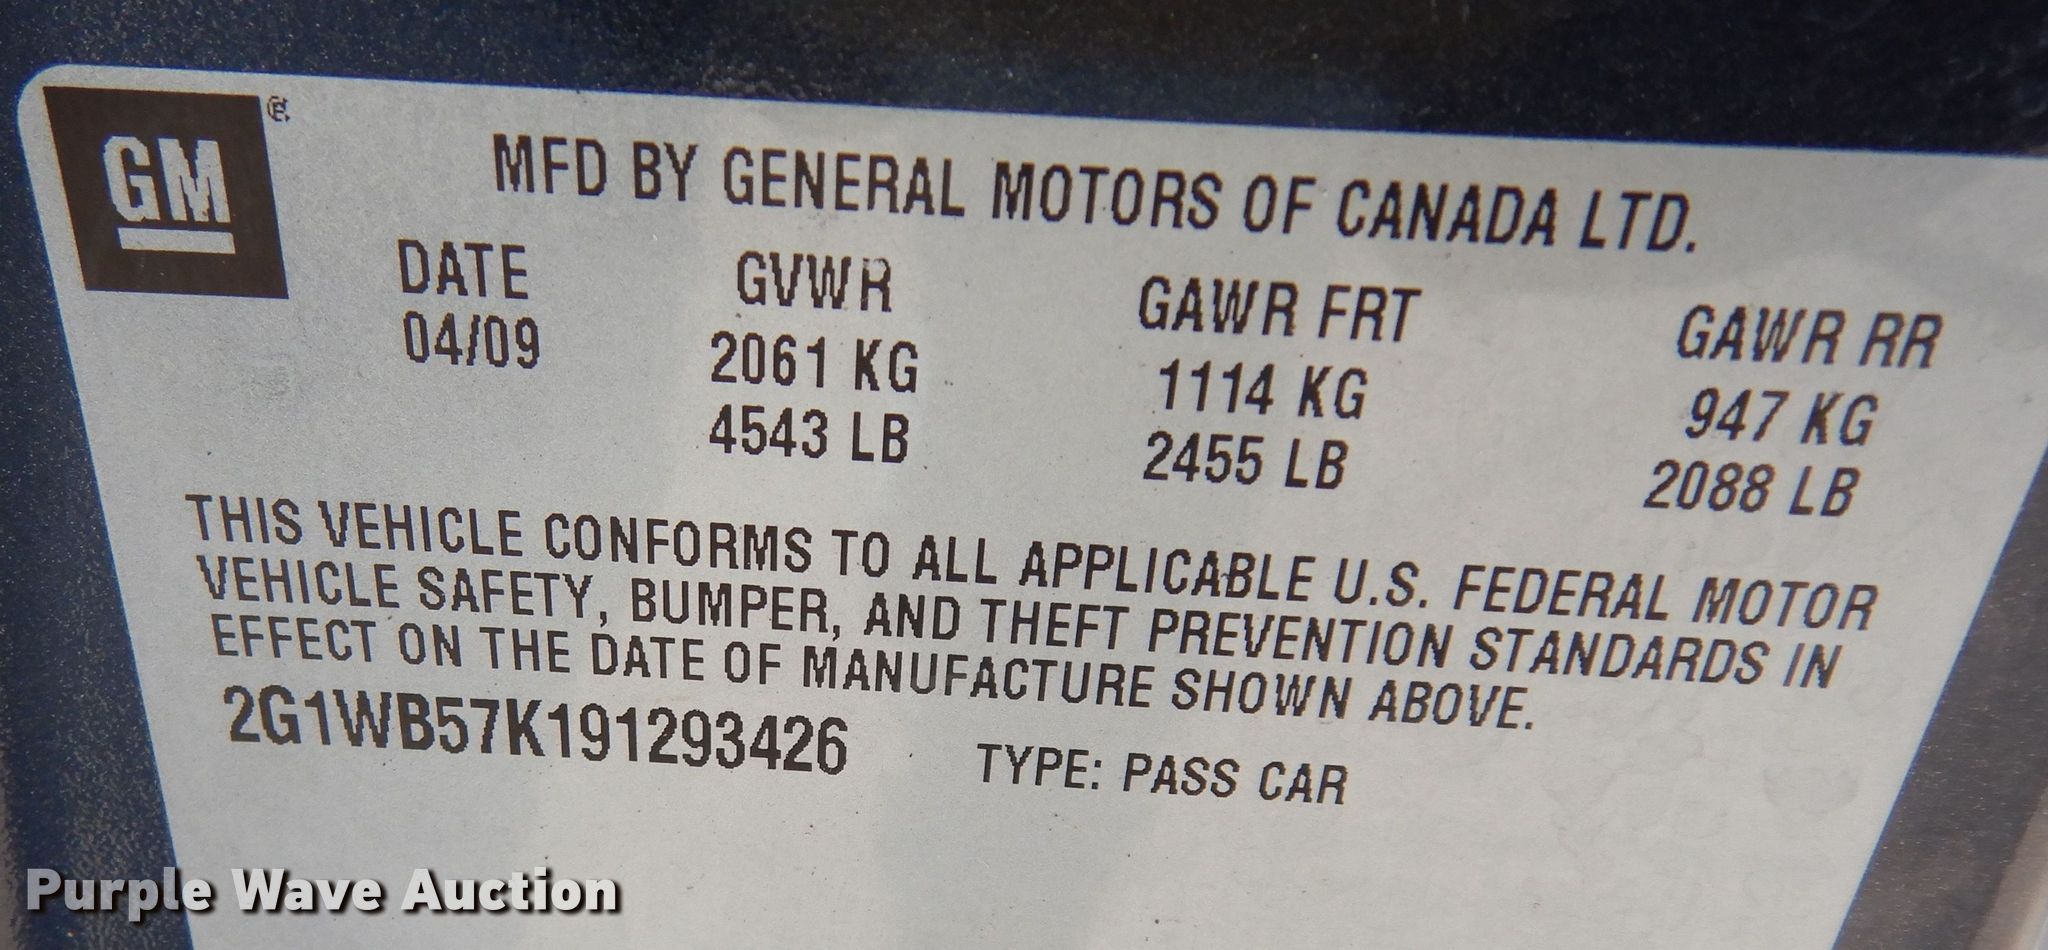 GM®
MFD BY GENERAL MOTORS OF CANADA LTD.
DATE GVWR GAWR FRT GAWR RR
04/09 2061 KG 1114 KG 947 KG
4543 LB 2455 LB 2088 LB
THIS VEHICLE CONFORMS TO ALL APPLICABLE U.S. FEDERAL MOTOR
VEHICLE SAFETY, BUMPER, AND THEFT PREVENTION STANDARDS IN
EFFECT ON THE DATE OF MANUFACTURE SHOWN ABOVE.
2G1WB57K191293426 TYPE: PASS CAR
Purple Wave Auction